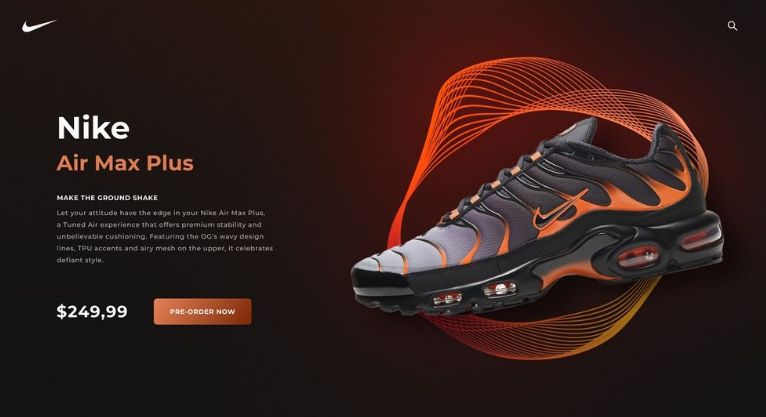 Nike
Air Max Plus
MAKE THE GROUND SHAKE
Let your attitude have the edge in your Nike Air Max Plus,
a Tuned Air experience that offers premium stability and
unbelievable cushioning. Featuring the OG's wavy design
lines, TPU accents and airy mesh on the upper, it celebrates
defiant style.
$249,99
PRE-ORDER NOW